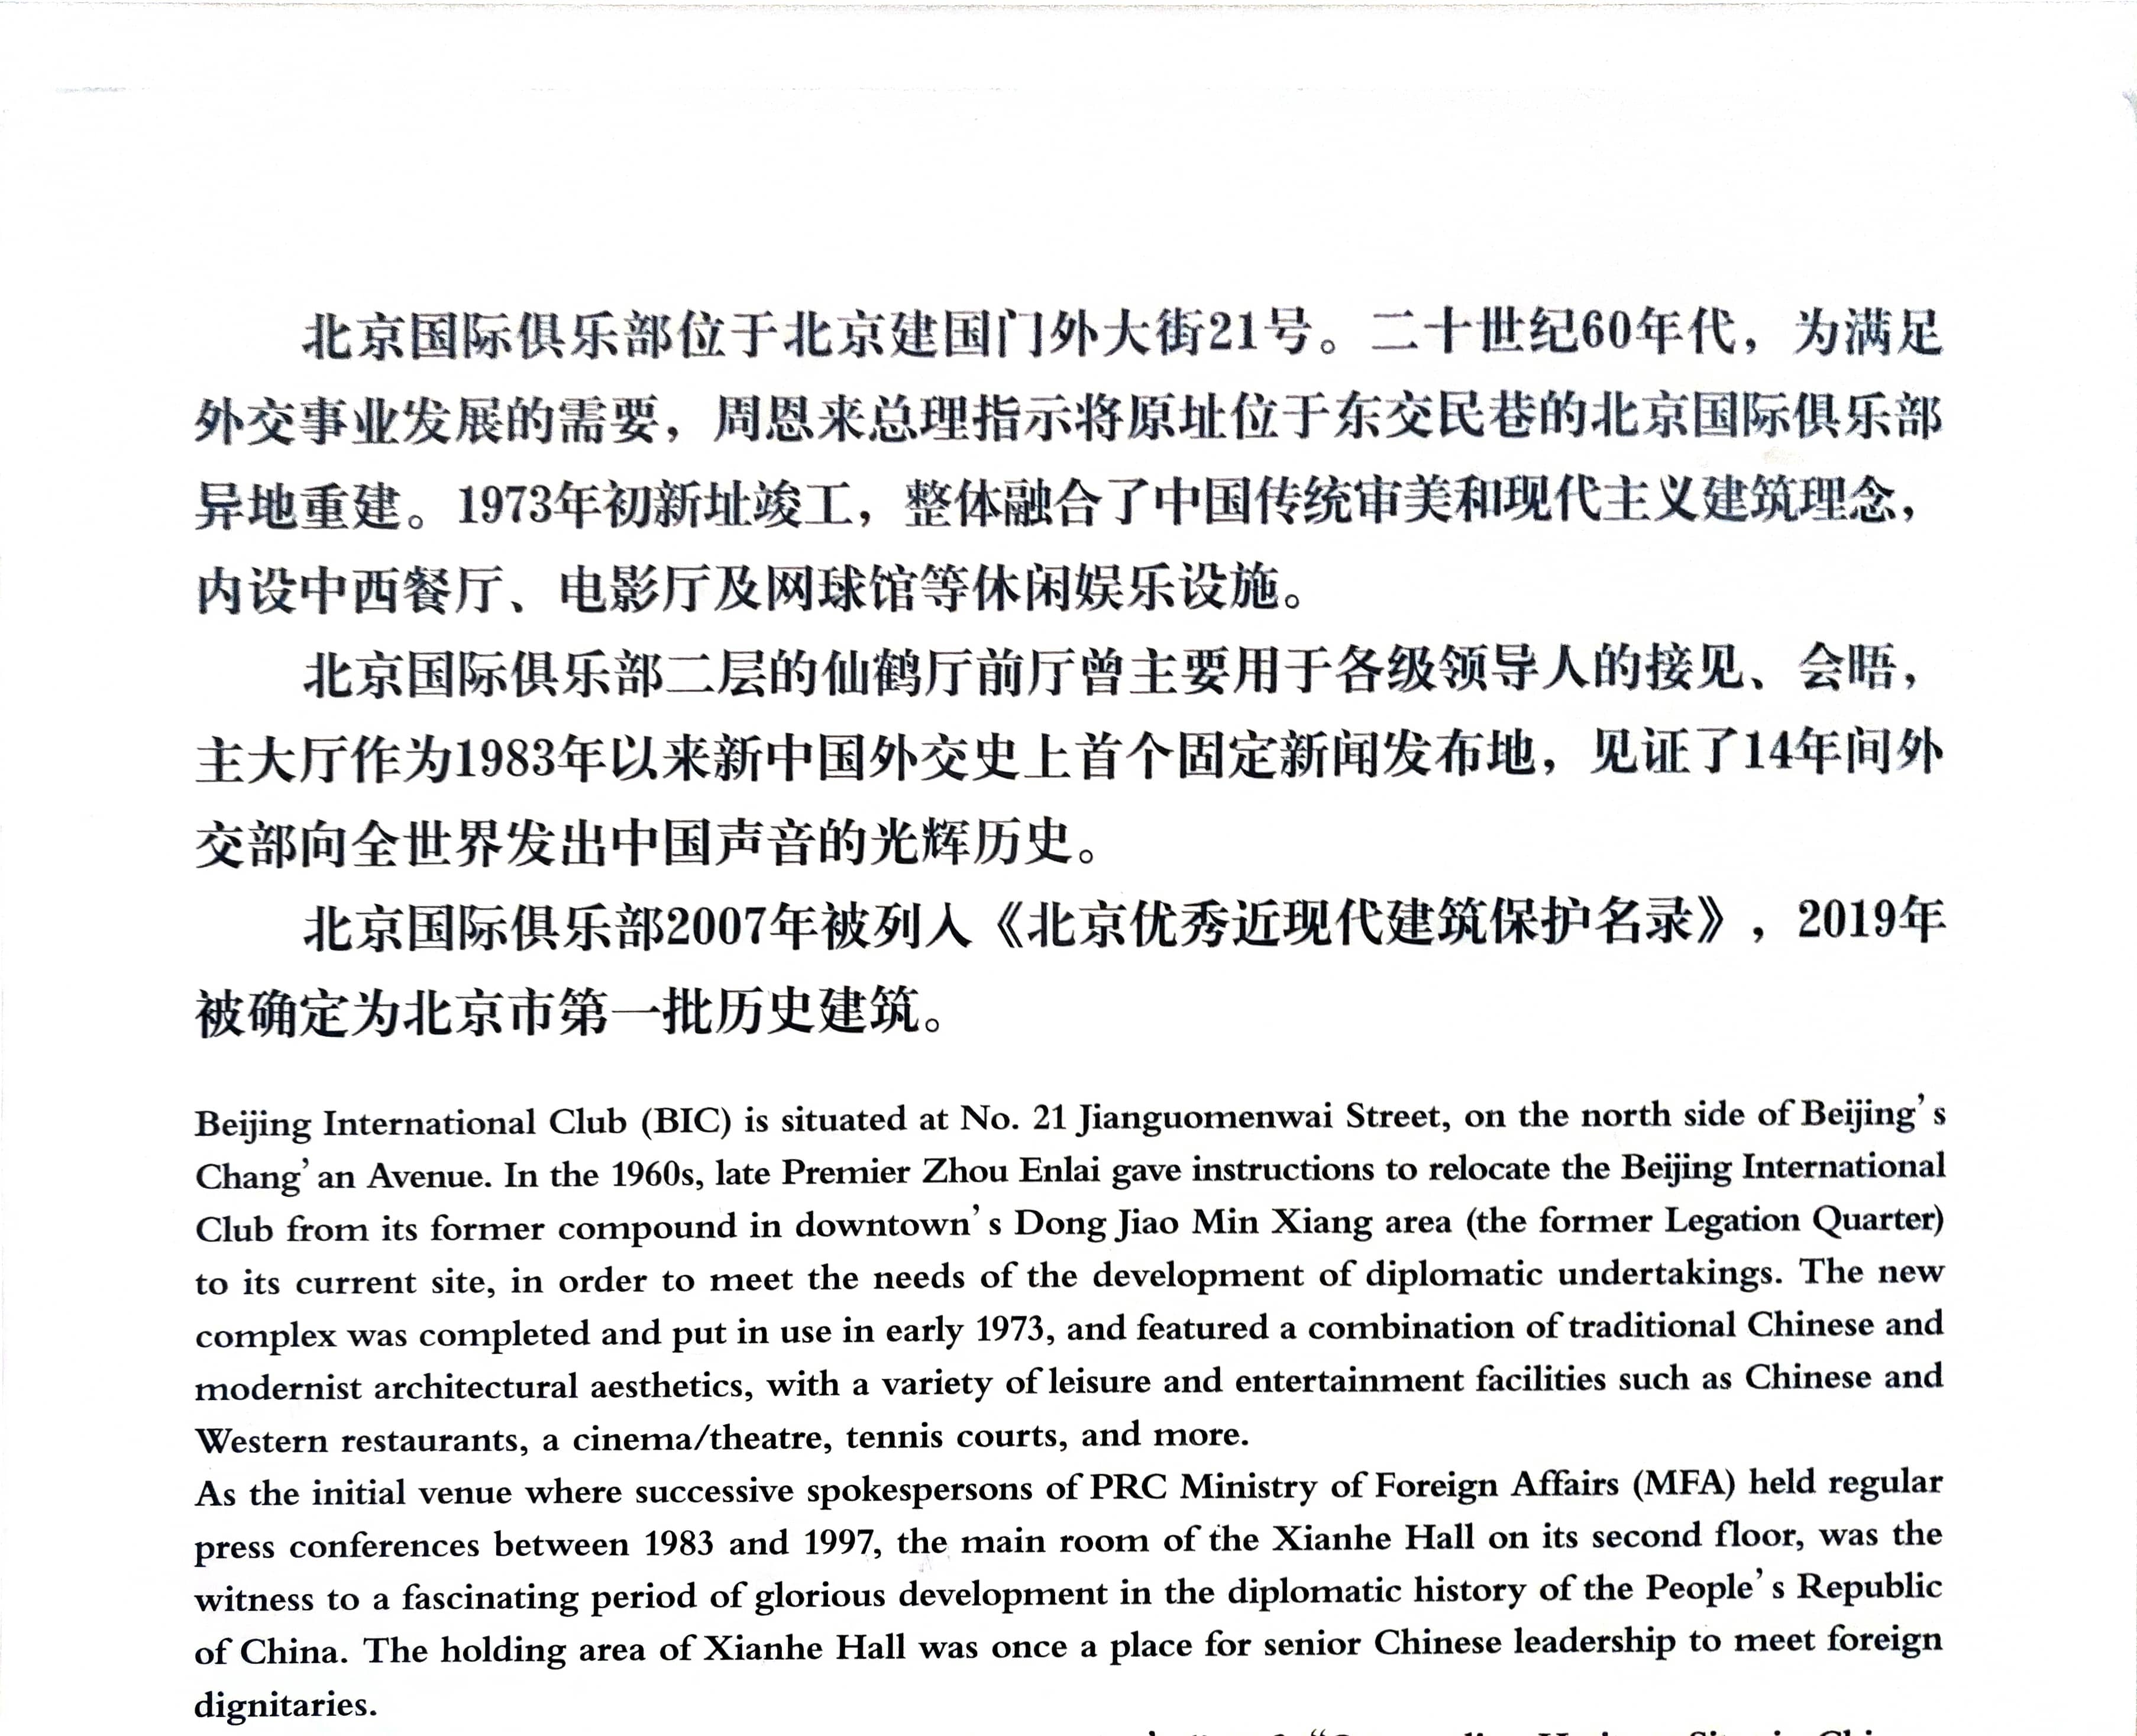 北京国际俱乐部位于北京建国门外大街21号。二十世纪60年代，为满足
外交事业发展的需要，周恩来总理指示将原址位于东交民巷的北京国际俱乐部
异地重建。1973年初新址竣工，整体融合了中国传统审美和现代主义建筑理念，
内设中西餐厅、电影厅及网球馆等休闲娱乐设施。
北京国际俱乐部二层的仙鹤厅前厅曾主要用于各级领导人的接见、会晤，
主大厅作为1983年以来新中国外交史上首个固定新闻发布地，见证了14年间外
交部向全世界发出中国声音的光辉历史。
北京国际俱乐部2007年被列入《北京优秀近现代建筑保护名录》，2019年
被确定为北京市第一批历史建筑。
Beijing International Club (BIC) is situated at No. 21 Jianguomenwai Street, on the north side of Beijing’s
Chang’an Avenue. In the 1960s, late Premier Zhou Enlai gave instructions to relocate the Beijing International
Club from its former compound in downtown’s Dong Jiao Min Xiang area (the former Legation Quarter)
to its current site, in order to meet the needs of the development of diplomatic undertakings. The new
complex was completed and put in use in early 1973, and featured a combination of traditional Chinese and
modernist architectural aesthetics, with a variety of leisure and entertainment facilities such as Chinese and
Western restaurants, a cinema/theatre, tennis courts, and more.
As the initial venue where successive spokespersons of PRC Ministry of Foreign Affairs (MFA) held regular
press conferences between 1983 and 1997, the main room of the Xianhe Hall on its second floor, was the
witness to a fascinating period of glorious development in the diplomatic history of the People’s Republic
of China. The holding area of Xianhe Hall was once a place for senior Chinese leadership to meet foreign
dignitaries.